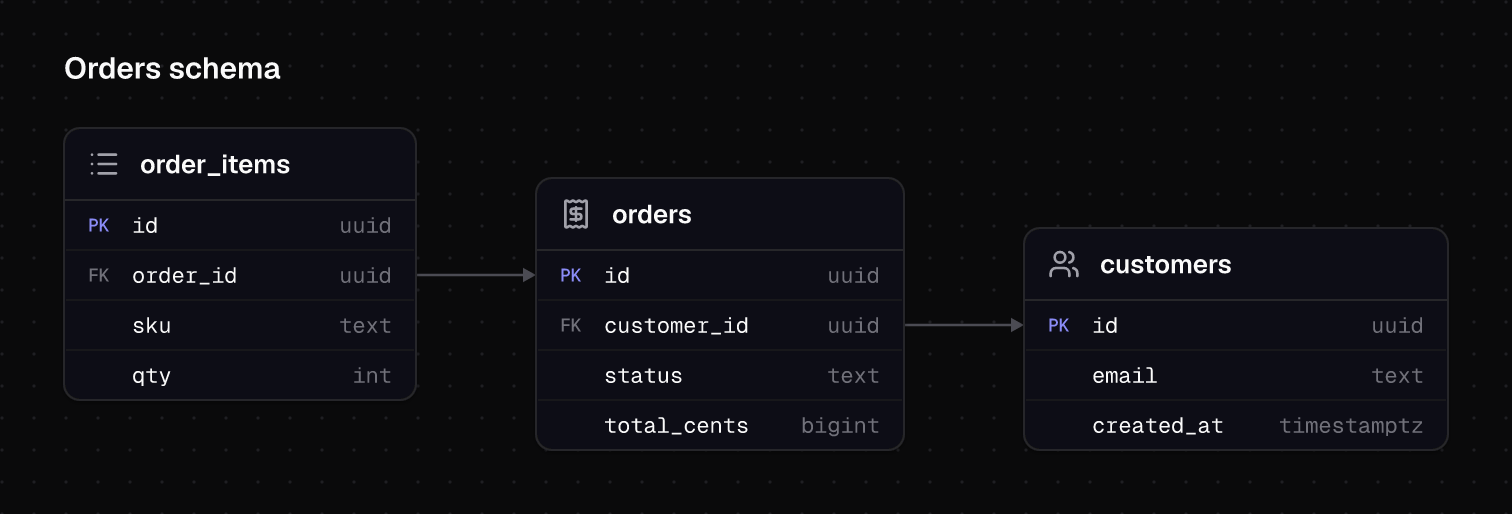 Orders schema
order_items
PK id uuid
FK order_id uuid
sku text
qty int
orders
PK id uuid
FK customer_id uuid
status text
total_cents bigint
customers
PK id uuid
email text
created_at timestamptz